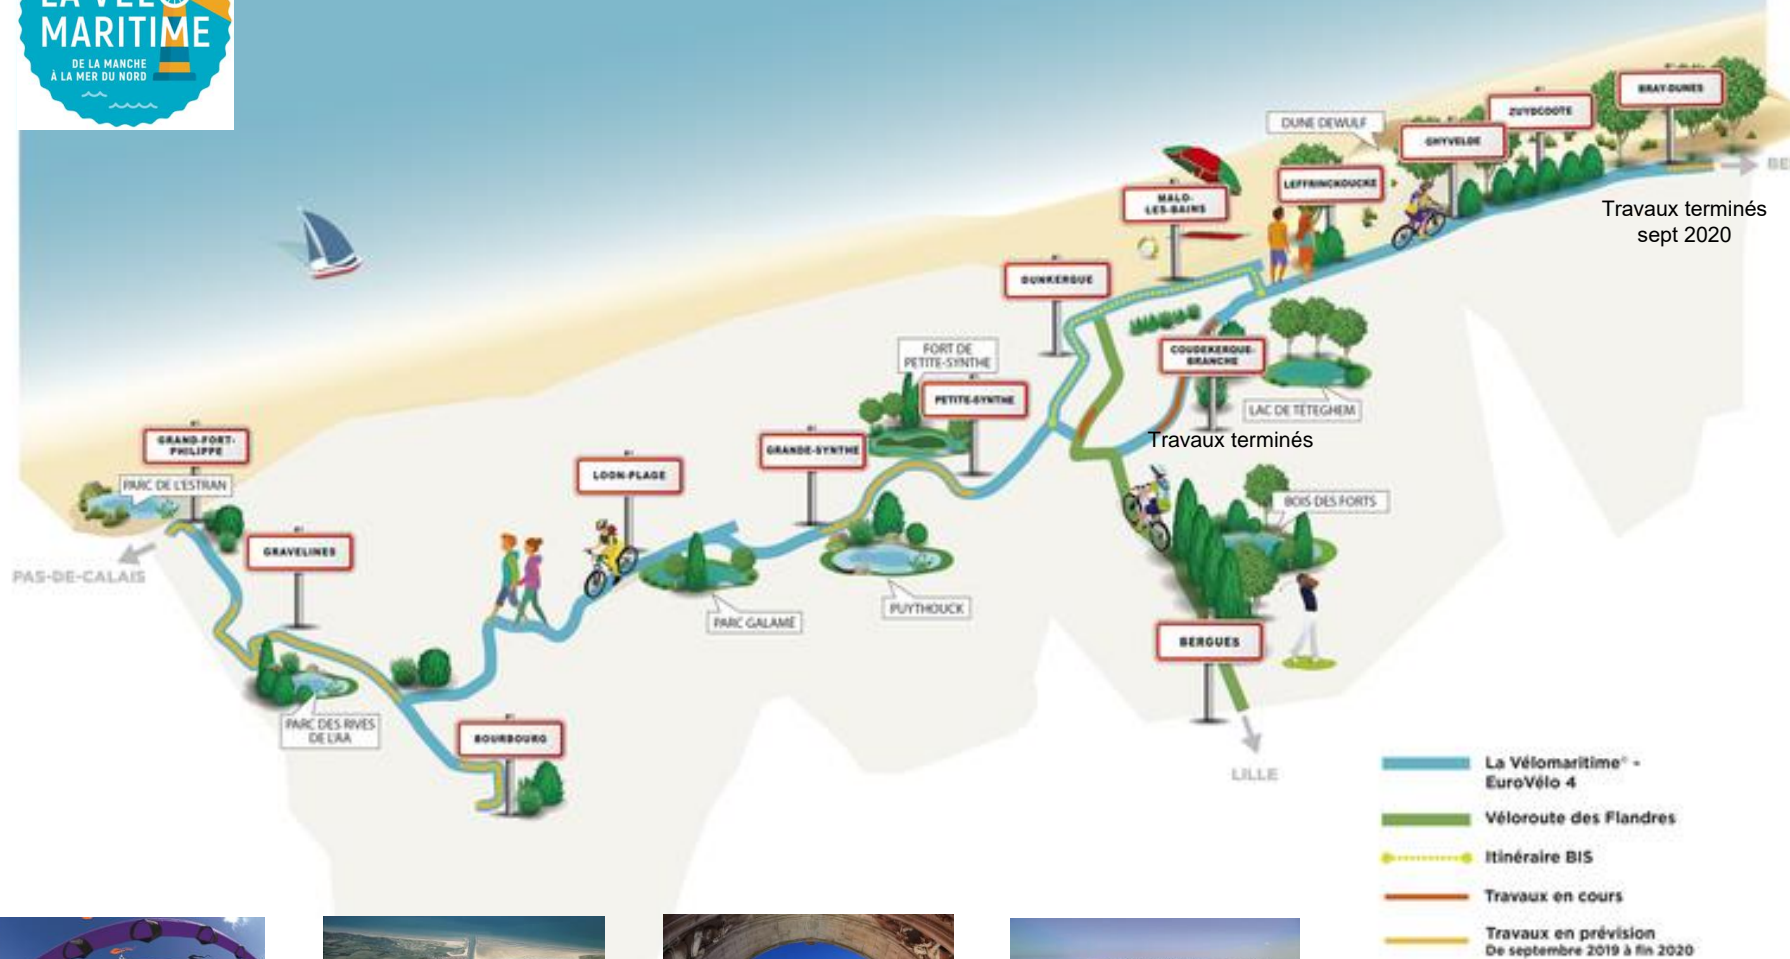 LA VÉLO
MARITIME
DE LA MANCHE
À LA MER DU NORD
BRAY-DUNES
ZUYDCOOTE
DUNE DEWULF
GHYVELDE
LEFFRINCKOUCKE
MALO-
LES-BAINS
Travaux terminés
sept 2020
DUNKERQUE
FORT DE
PETITE-SYNTHE
COUDEKERQUE-
BRANCHE
PETITE-SYNTHE
LAC DE TÉTEGHEM
GRAND-FORT-
PHILIPPE
GRANDE-SYNTHE
Travaux terminés
LOON-PLAGE
PARC DE L'ESTRAN
BOIS DES FORTS
GRAVELINES
PAS-DE-CALAIS
PUYTHOUCK
PARC GALAMÉ
BERGUES
PARC DES RIVES
DE L'AA
BOURBOURG
LILLE
La Vélomaritime® -
EuroVélo 4
Véloroute des Flandres
Itinéraire BIS
Travaux en cours
Travaux en prévision
De septembre 2019 à fin 2020